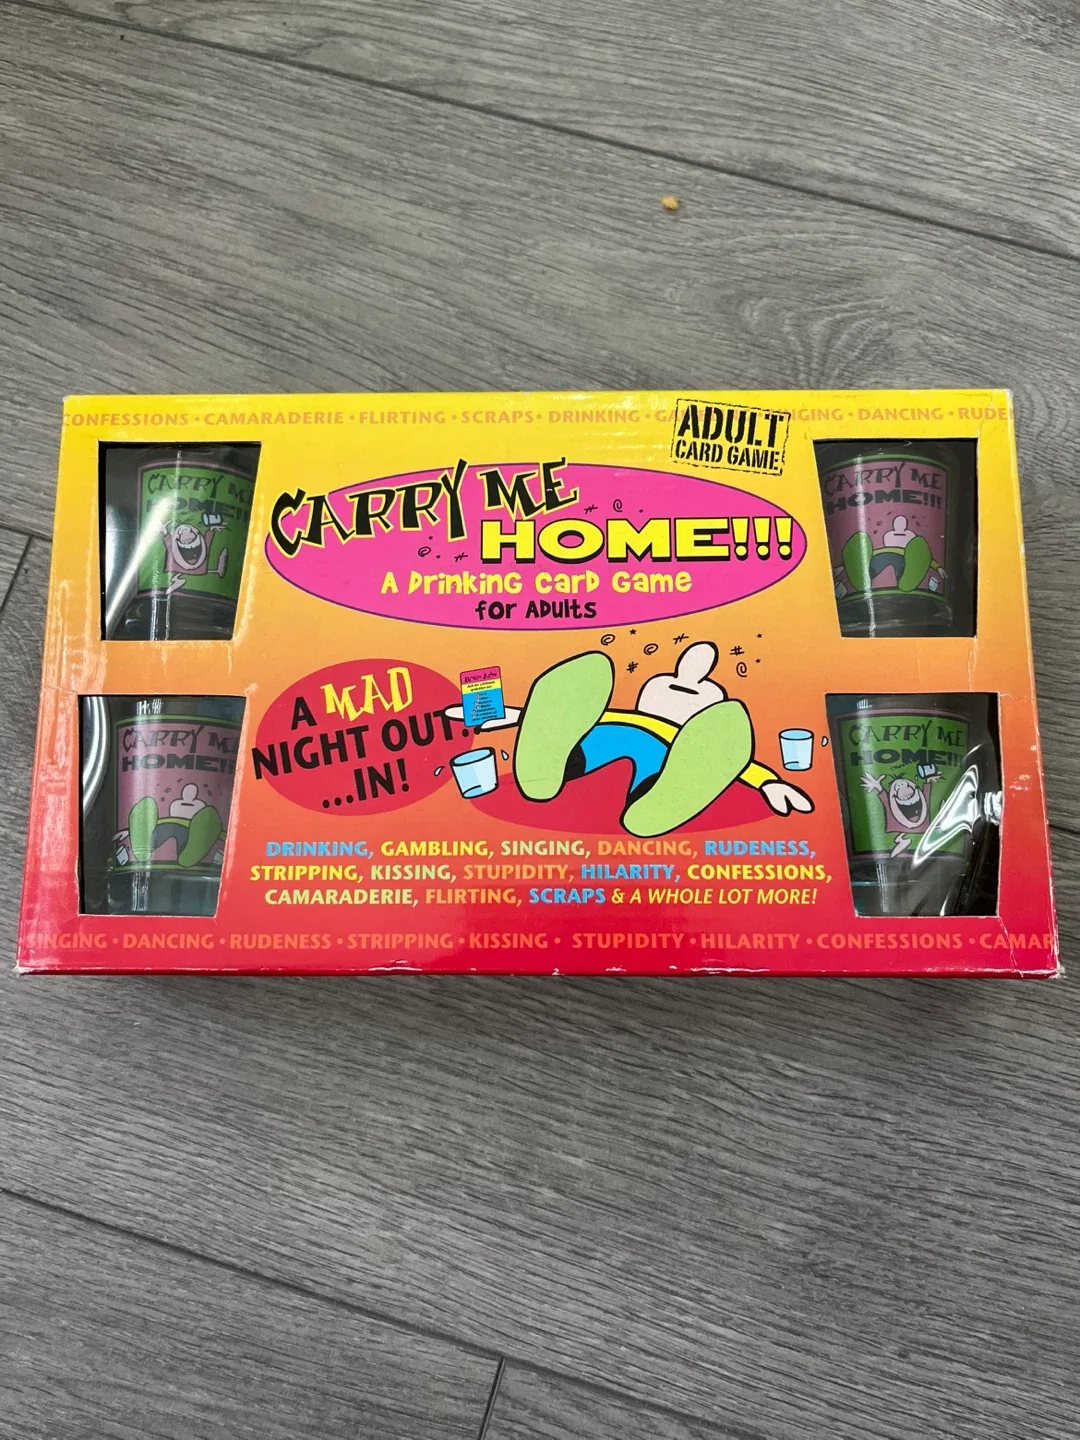 CONFESSIONS • CAMARADERIE • FLIRTING • SCRAPS • DRINKING • DANCING •
ADULT
CARD GAME
CARRY ME
HOME!!!
A Drinking Card Game
for Adults
CARRY ME
HOME!!!
CARRY ME
HOME!!!
A MAD
NIGHT OUT...
...IN!
CARRY
HOME!!!
CARRY ME
HOME!!!
DRINKING, GAMBLING, SINGING, DANCING, RUDENESS,
STRIPPING, KISSING, STUPIDITY, HILARITY, CONFESSIONS,
CAMARADERIE, FLIRTING, SCRAPS & A WHOLE LOT MORE!
• DANCING • RUDENESS • STRIPPING • KISSING • STUPIDITY • HILARITY • CONFESSIONS •